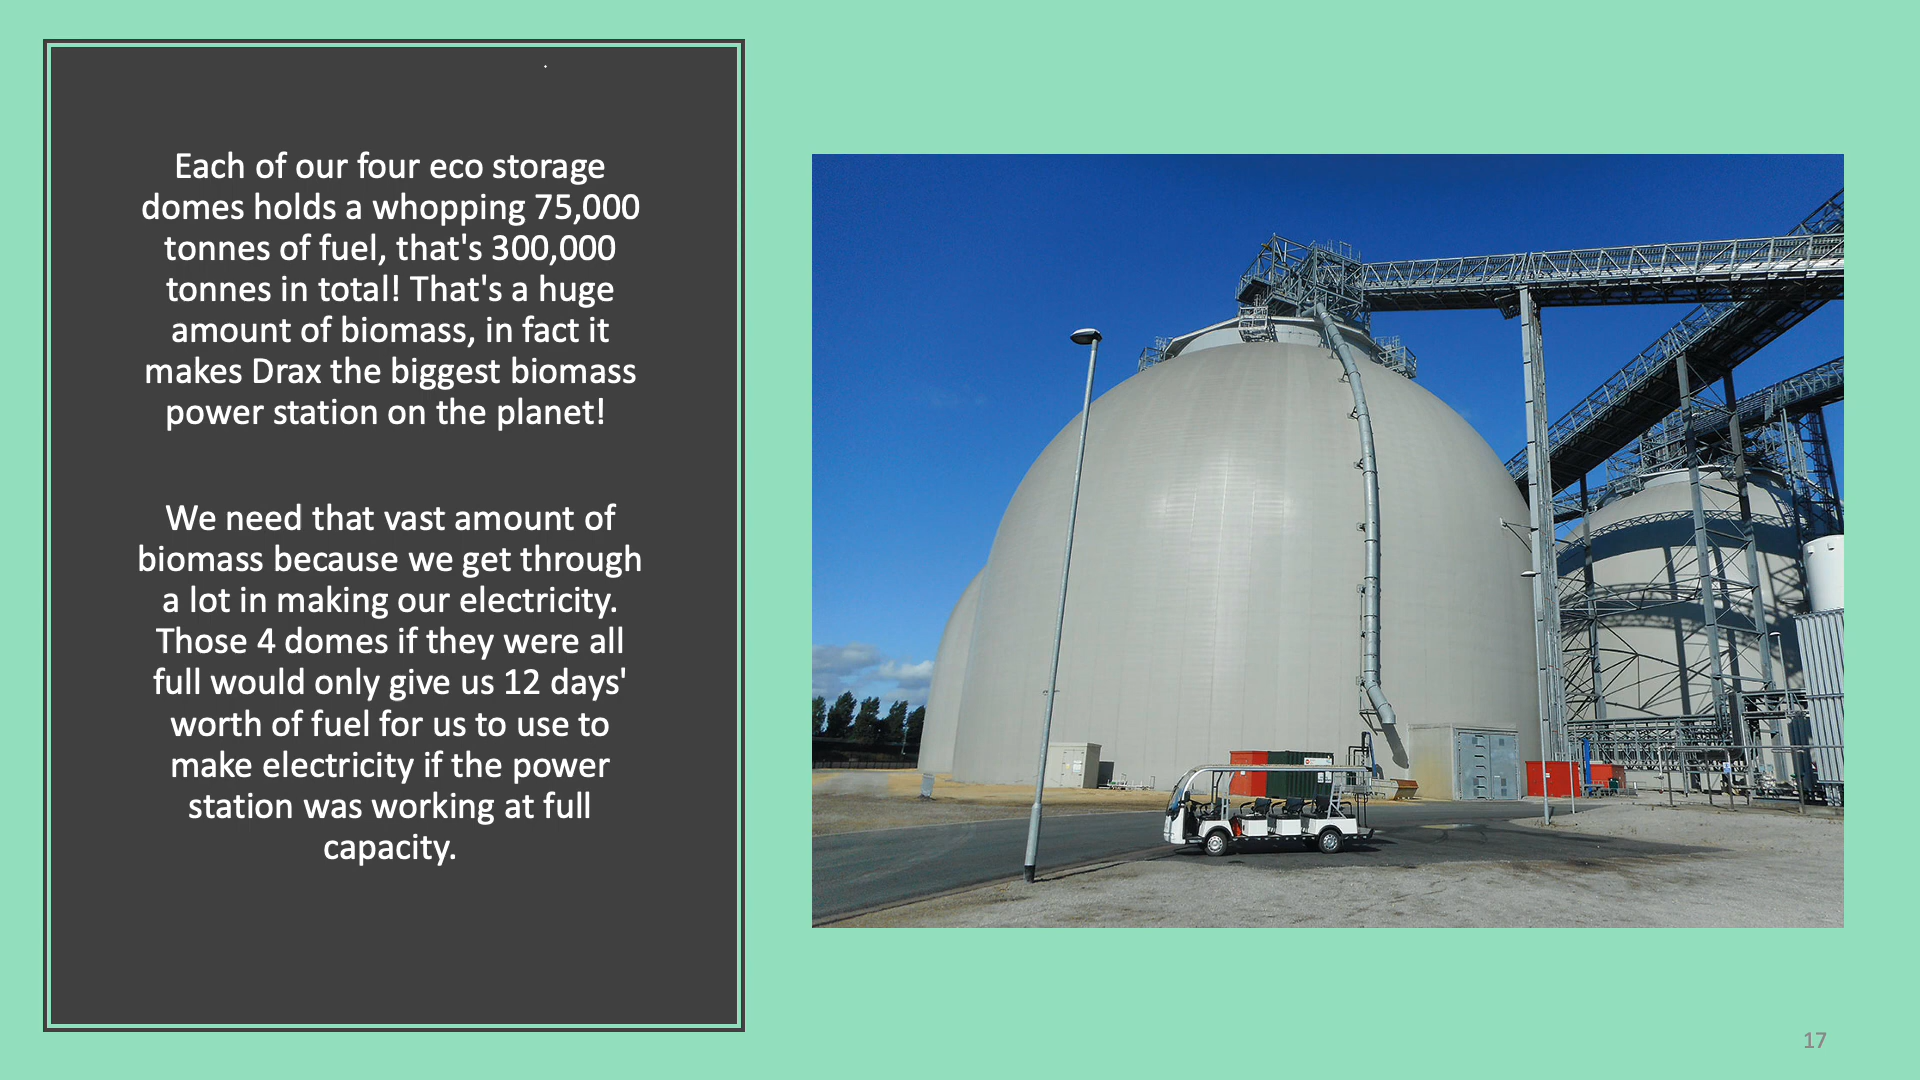 Each of our four eco storage
domes holds a whopping 75,000
tonnes of fuel, that's 300,000
tonnes in total! That's a huge
amount of biomass, in fact it
makes Drax the biggest biomass
power station on the planet!
We need that vast amount of
biomass because we get through
a lot in making our electricity.
Those 4 domes if they were all
full would only give us 12 days'
worth of fuel for us to use to
make electricity if the power
station was working at full
capacity.
17